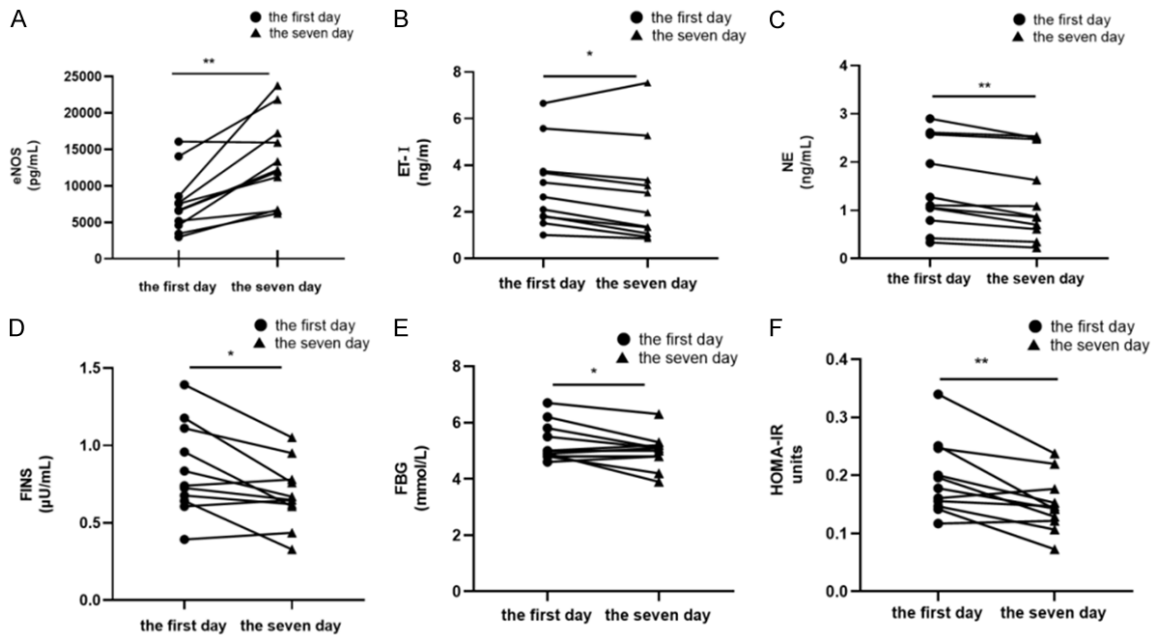 A
the first day
the seven day
**
25000
20000
15000
10000
5000
0
eNOS
(pg/mL)
the first day the seven day
B
the first day
the seven day
*
8
6
4
2
0
ET-I
(ng/m)
the first day the seven day
C
the first day
the seven day
**
4
3
2
1
0
NE
(ng/mL)
the first day the seven day
D
the first day
the seven day
*
1.5
1.0
0.5
0.0
FINS
(μU/mL)
the first day the seven day
E
the first day
the seven day
*
8
6
4
2
0
FBG
(mmol/L)
the first day the seven day
F
the first day
the seven day
**
0.4
0.3
0.2
0.1
0.0
HOMA-IR
units
the first day the seven day